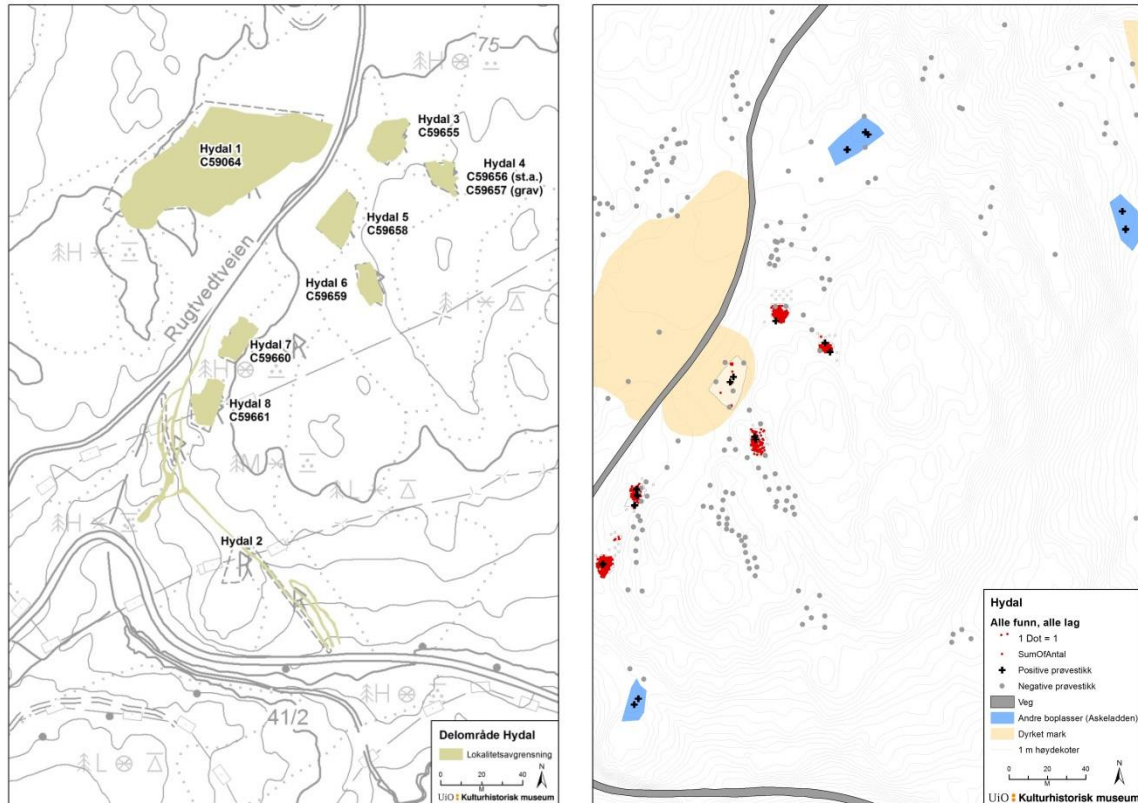 75
Hydal 1
C59064
Hydal 3
C59655
Hydal 4
C59656 (st.a.)
C59657 (grav)
Hydal 5
C59658
Hydal 6
C59659
Rugtvedtveien
Hydal 7
C59660
Hydal 8
C59661
Hydal 2
41/2
Delområde Hydal
Lokalitetsavgrensning
0 20 40
M
N
UiO Kulturhistorisk museum
Hydal
Alle funn, alle lag
1 Dot = 1
SumOfAntal
Positive prøvestikk
Negative prøvestikk
Veg
Andre boplasser (Askeladden)
Dyrket mark
1 m høydekoter
0 20 40
M
N
UiO Kulturhistorisk museum